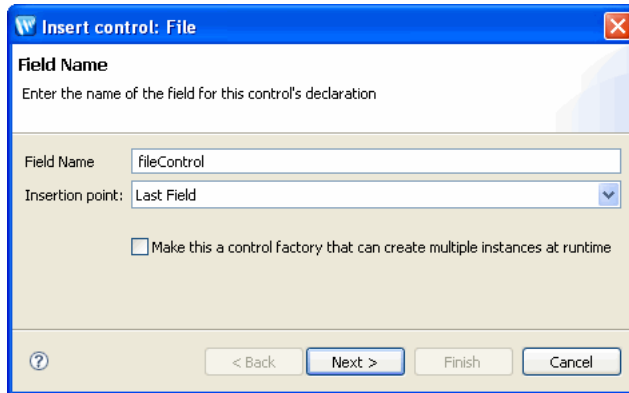 Insert control: File
Field Name
Enter the name of the field for this control's declaration
Field Name fileControl
Insertion point: Last Field
Make this a control factory that can create multiple instances at runtime
? < Back Next > Finish Cancel